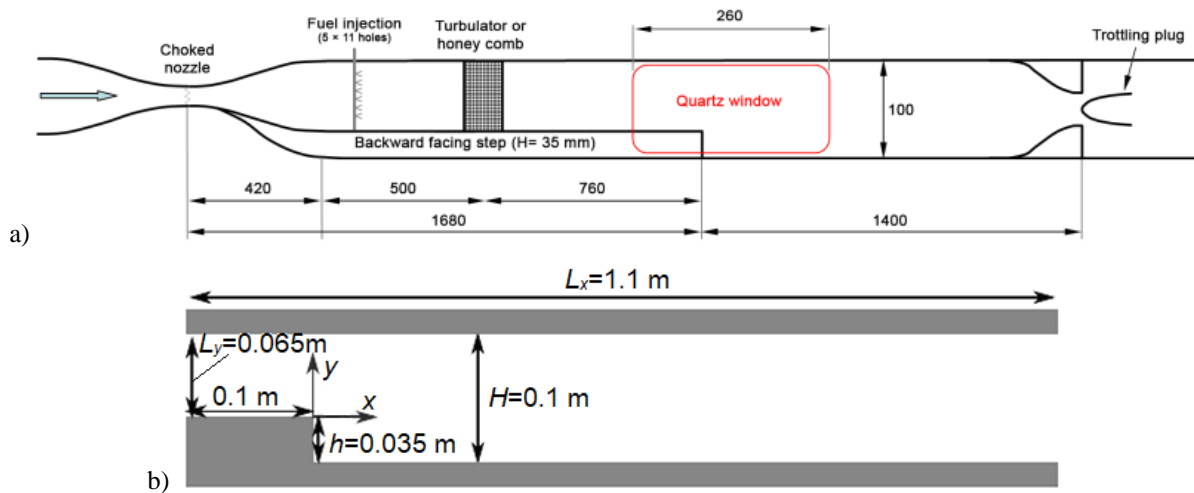 a)
Choked
nozzle
Fuel injection
(5 × 11 holes)
Turbulator or
honey comb
260
Trottling plug
Quartz window
100
Backward facing step (H= 35 mm)
420
500
760
1680
1400
b)
Lx=1.1 m
Ly=0.065m
0.1 m
y
x
H=0.1 m
h=0.035 m